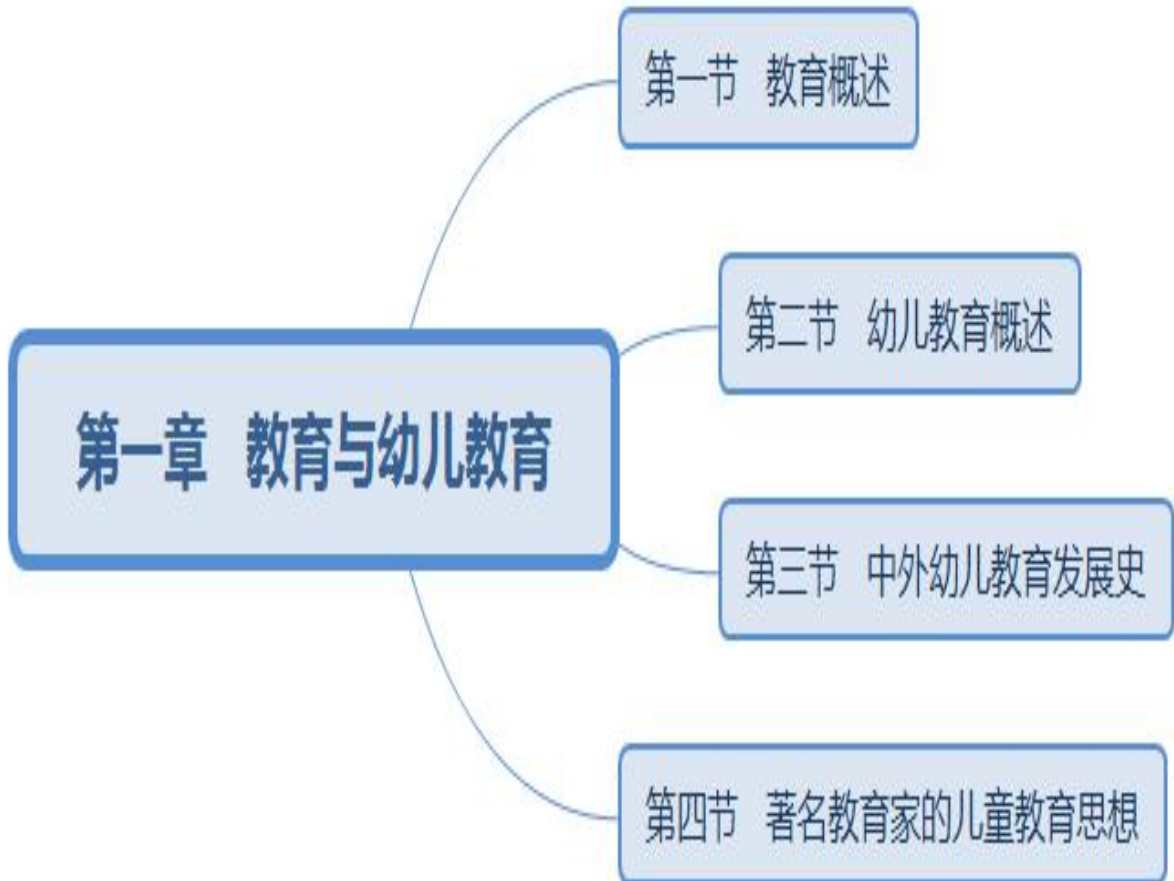 第一节 教育概述
第二节 幼儿教育概述
第一章 教育与幼儿教育
第三节 中外幼儿教育发展史
第四节 著名教育家的儿童教育思想